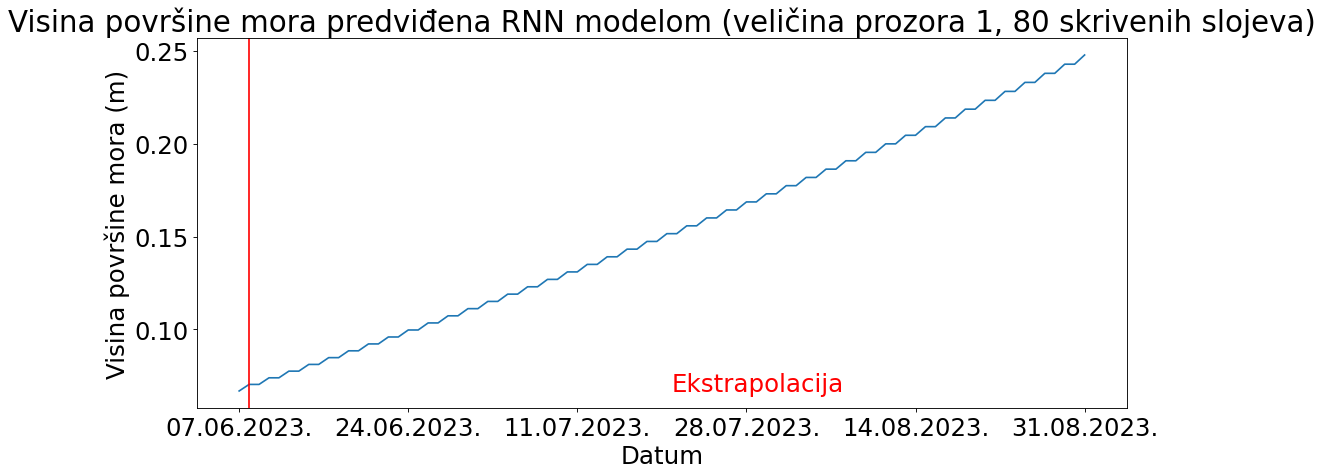 Visina površine mora predviđena RNN modelom (veličina prozora 1, 80 skrivenih slojeva)
Visina površine mora (m)
0.25
0.20
0.15
0.10
Ekstrapolacija
07.06.2023. 24.06.2023. 11.07.2023. 28.07.2023. 14.08.2023. 31.08.2023.
Datum